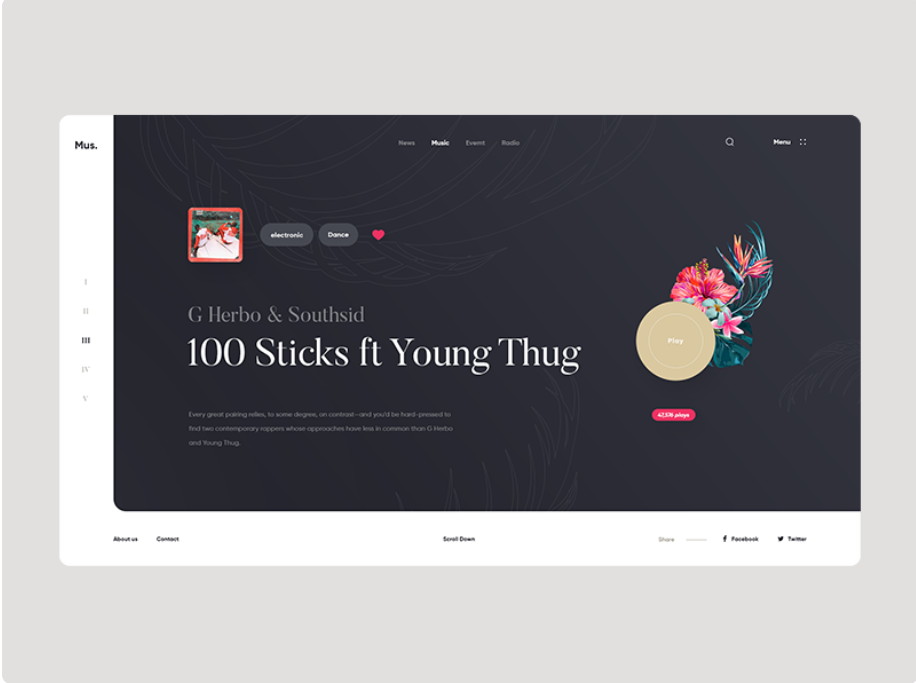 Mus.
News Music Event Radio
Menu
electronic Dance
I
II
III
IV
V
G Herbo & Southsid
100 Sticks ft Young Thug
Play
Every great pairing relies, to some degree, on contrast—and you'd be hard-pressed to
find two contemporary rappers whose approaches have less in common than G Herbo
and Young Thug.
47,516 plays
About us Contact
Scroll Down
Share Facebook Twitter